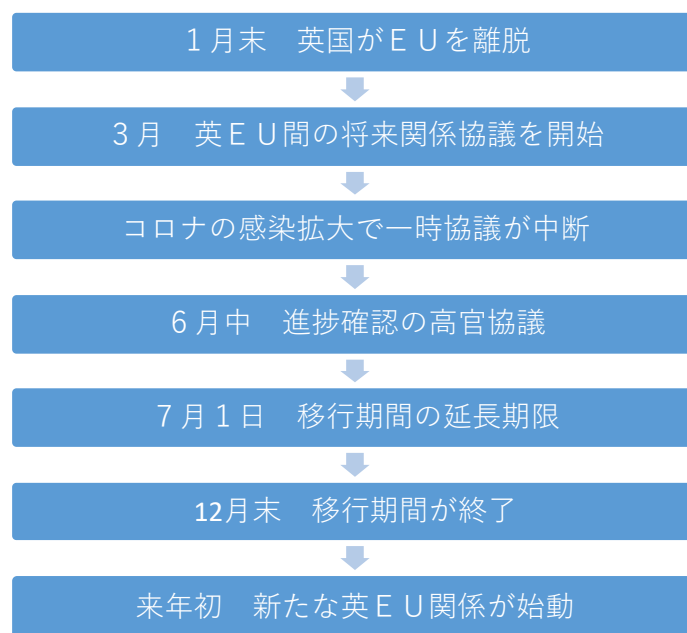 １月末　英国がＥＵを離脱
３月　英ＥＵ間の将来関係協議を開始
コロナの感染拡大で一時協議が中断
６月中　進捗確認の高官協議
７月１日　移行期間の延長期限
12月末　移行期間が終了
来年初　新たな英ＥＵ関係が始動